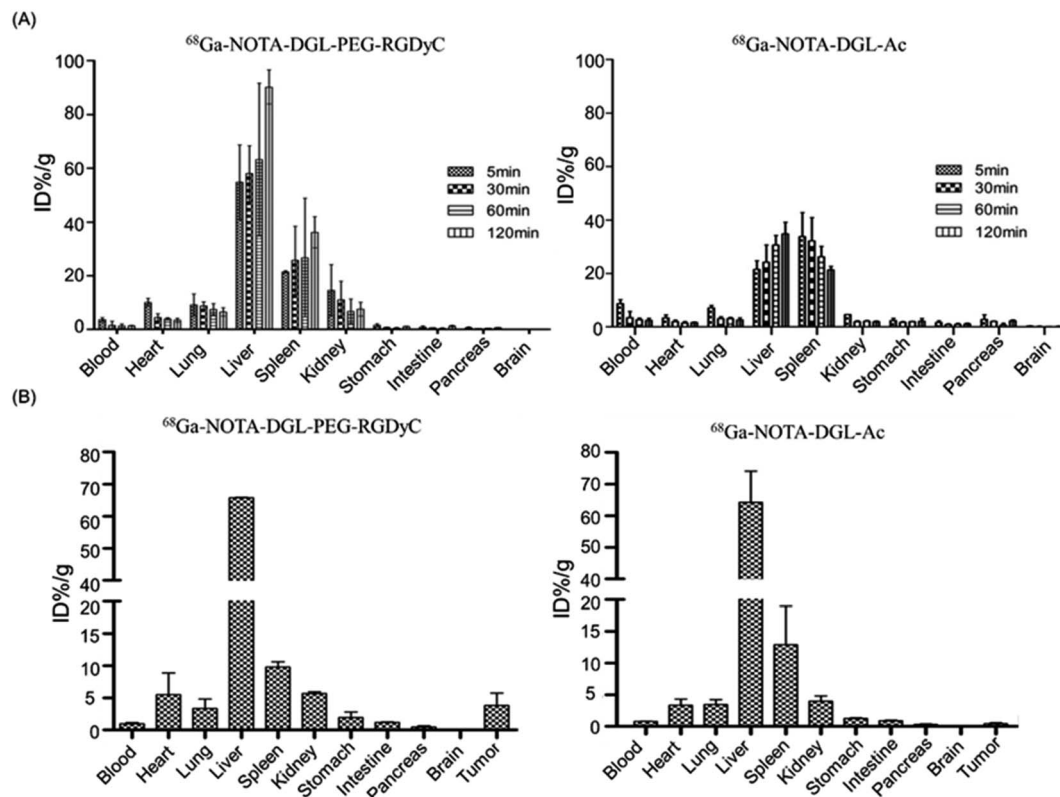 (A)
⁶⁸Ga-NOTA-DGL-PEG-RGDyC
ID%/g
100
80
60
40
20
0
5min
30min
60min
120min
Blood
Heart
Lung
Liver
Spleen
Kidney
Stomach
Intestine
Pancreas
Brain
⁶⁸Ga-NOTA-DGL-Ac
ID%/g
100
80
60
40
20
0
5min
30min
60min
120min
Blood
Heart
Lung
Liver
Spleen
Kidney
Stomach
Intestine
Pancreas
Brain
(B)
⁶⁸Ga-NOTA-DGL-PEG-RGDyC
ID%/g
80
70
60
50
40
20
15
10
5
0
Blood
Heart
Lung
Liver
Spleen
Kidney
Stomach
Intestine
Pancreas
Brain
Tumor
⁶⁸Ga-NOTA-DGL-Ac
ID%/g
80
70
60
50
40
20
15
10
5
0
Blood
Heart
Lung
Liver
Spleen
Kidney
Stomach
Intestine
Pancreas
Brain
Tumor